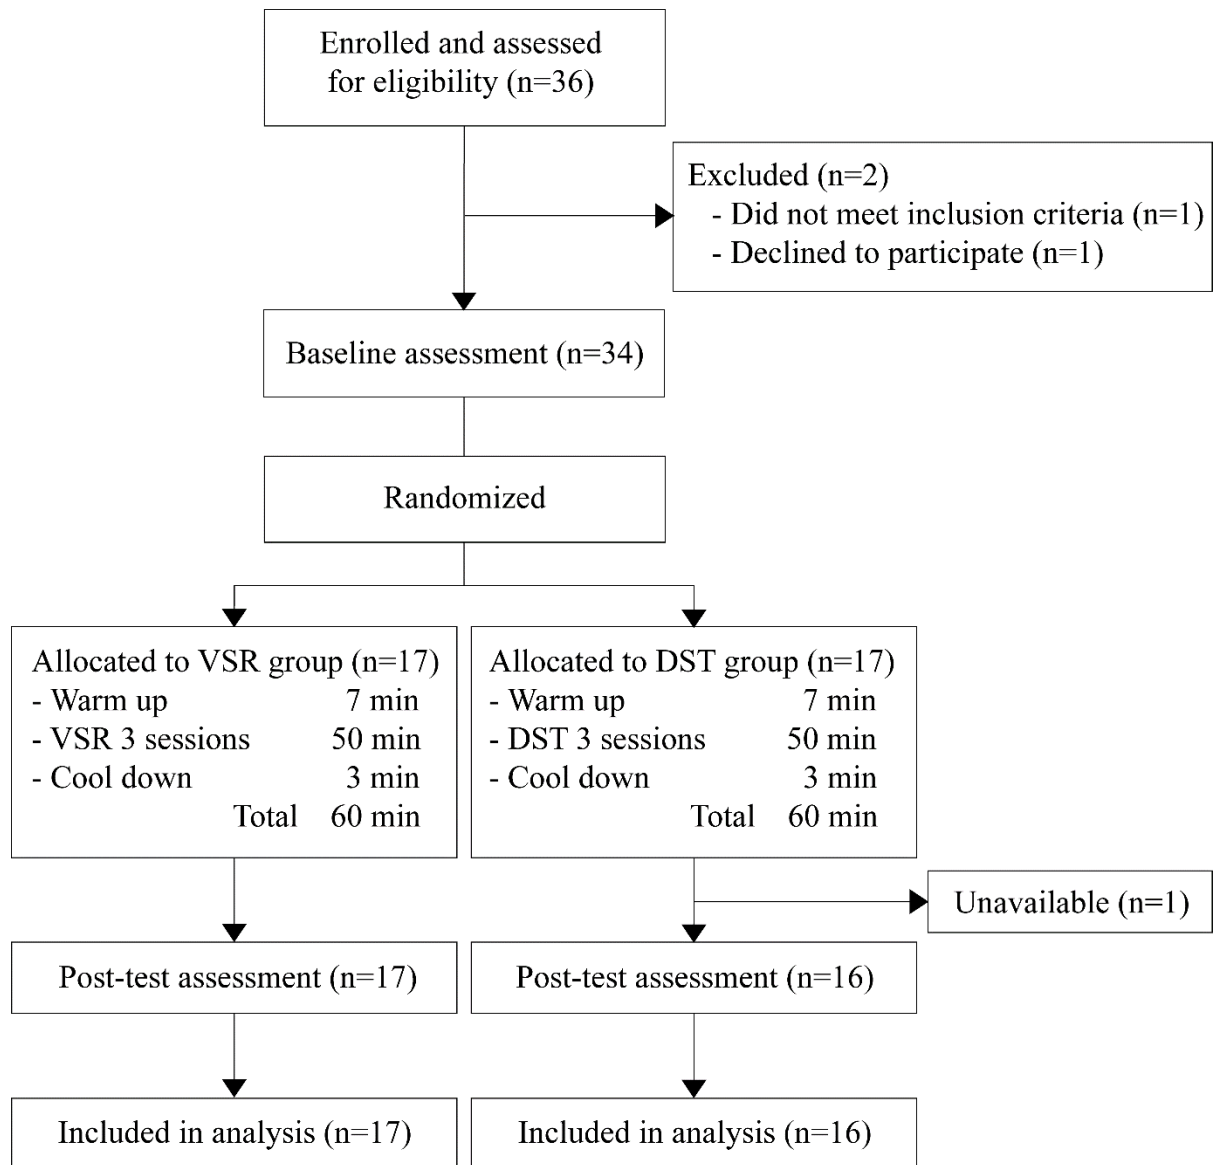 Enrolled and assessed
for eligibility (n=36)
Excluded (n=2)
- Did not meet inclusion criteria (n=1)
- Declined to participate (n=1)
Baseline assessment (n=34)
Randomized
Allocated to VSR group (n=17)
- Warm up 7 min
- VSR 3 sessions 50 min
- Cool down 3 min
Total 60 min
Allocated to DST group (n=17)
- Warm up 7 min
- DST 3 sessions 50 min
- Cool down 3 min
Total 60 min
Unavailable (n=1)
Post-test assessment (n=17)
Post-test assessment (n=16)
Included in analysis (n=17)
Included in analysis (n=16)